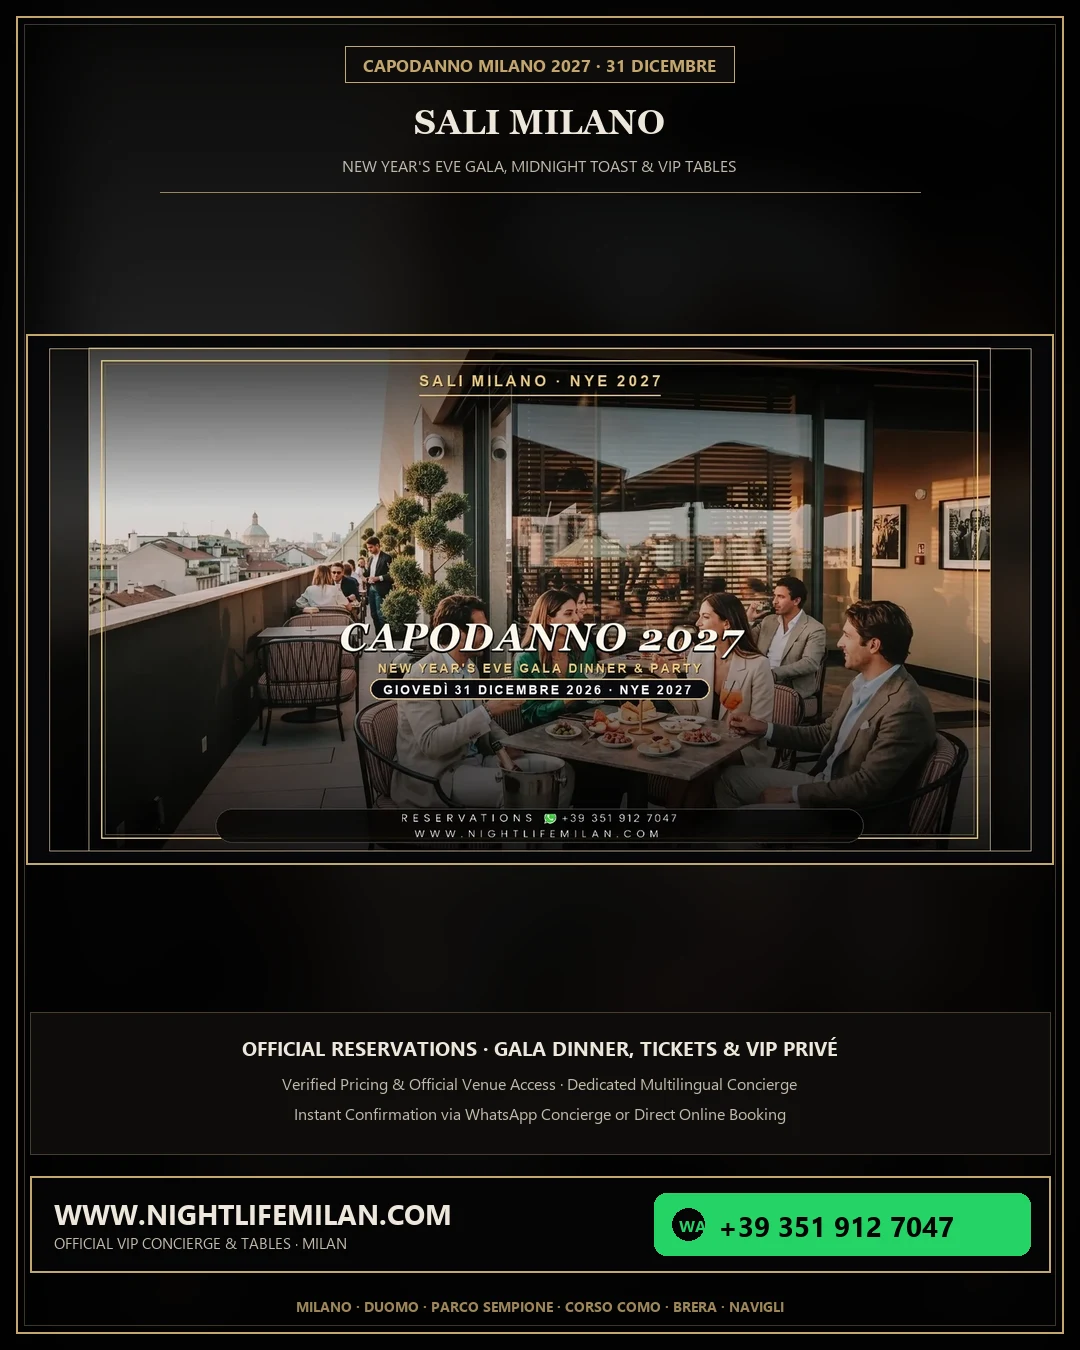 CAPODANNO MILANO 2027 · 31 DICEMBRE
SALI MILANO
NEW YEAR'S EVE GALA, MIDNIGHT TOAST & VIP TABLES
SALI MILANO · NYE 2027
CAPODANNO 2027
NEW YEAR'S EVE GALA DINNER & PARTY
GIOVEDÌ 31 DICEMBRE 2026 · NYE 2027
RESERVATIONS +39 351 912 7047
WWW.NIGHTLIFEMILAN.COM
OFFICIAL RESERVATIONS · GALA DINNER, TICKETS & VIP PRIVÉ
Verified Pricing & Official Venue Access · Dedicated Multilingual Concierge
Instant Confirmation via WhatsApp Concierge or Direct Online Booking
WWW.NIGHTLIFEMILAN.COM
OFFICIAL VIP CONCIERGE & TABLES · MILAN
WA +39 351 912 7047
MILANO · DUOMO · PARCO SEMPIONE · CORSO COMO · BRERA · NAVIGLI